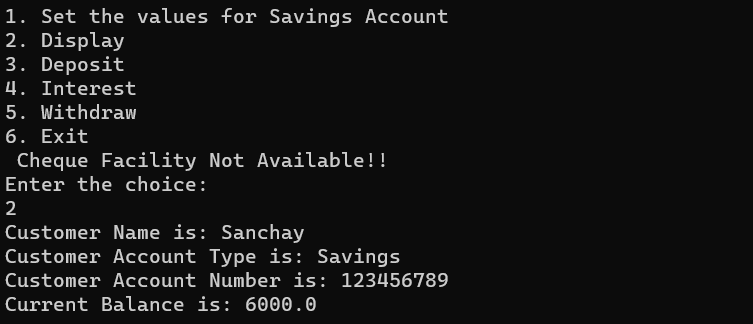 1. Set the values for Savings Account
2. Display
3. Deposit
4. Interest
5. Withdraw
6. Exit
 Cheque Facility Not Available!!
Enter the choice:
2
Customer Name is: Sanchay
Customer Account Type is: Savings
Customer Account Number is: 123456789
Current Balance is: 6000.0